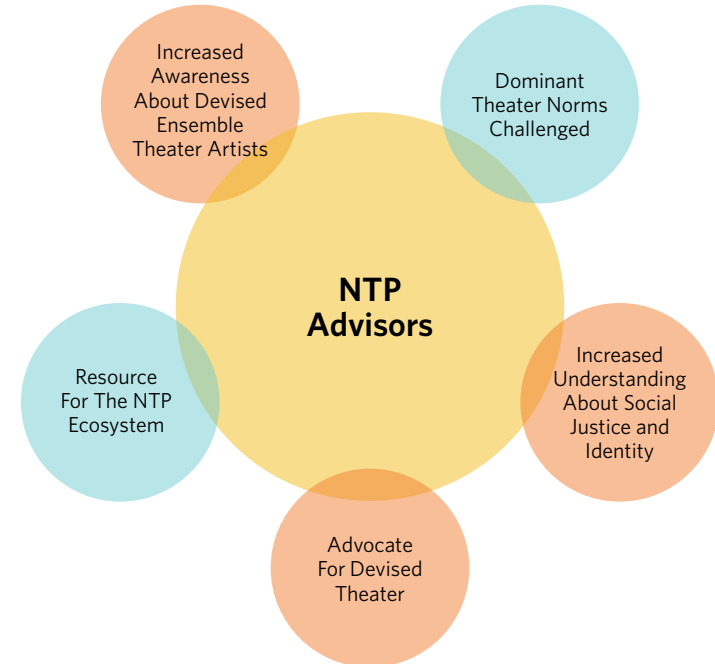 Increased
Awareness
About Devised
Ensemble
Theater Artists
Dominant
Theater Norms
Challenged
NTP
Advisors
Resource
For The NTP
Ecosystem
Increased
Understanding
About Social
Justice and
Identity
Advocate
For Devised
Theater